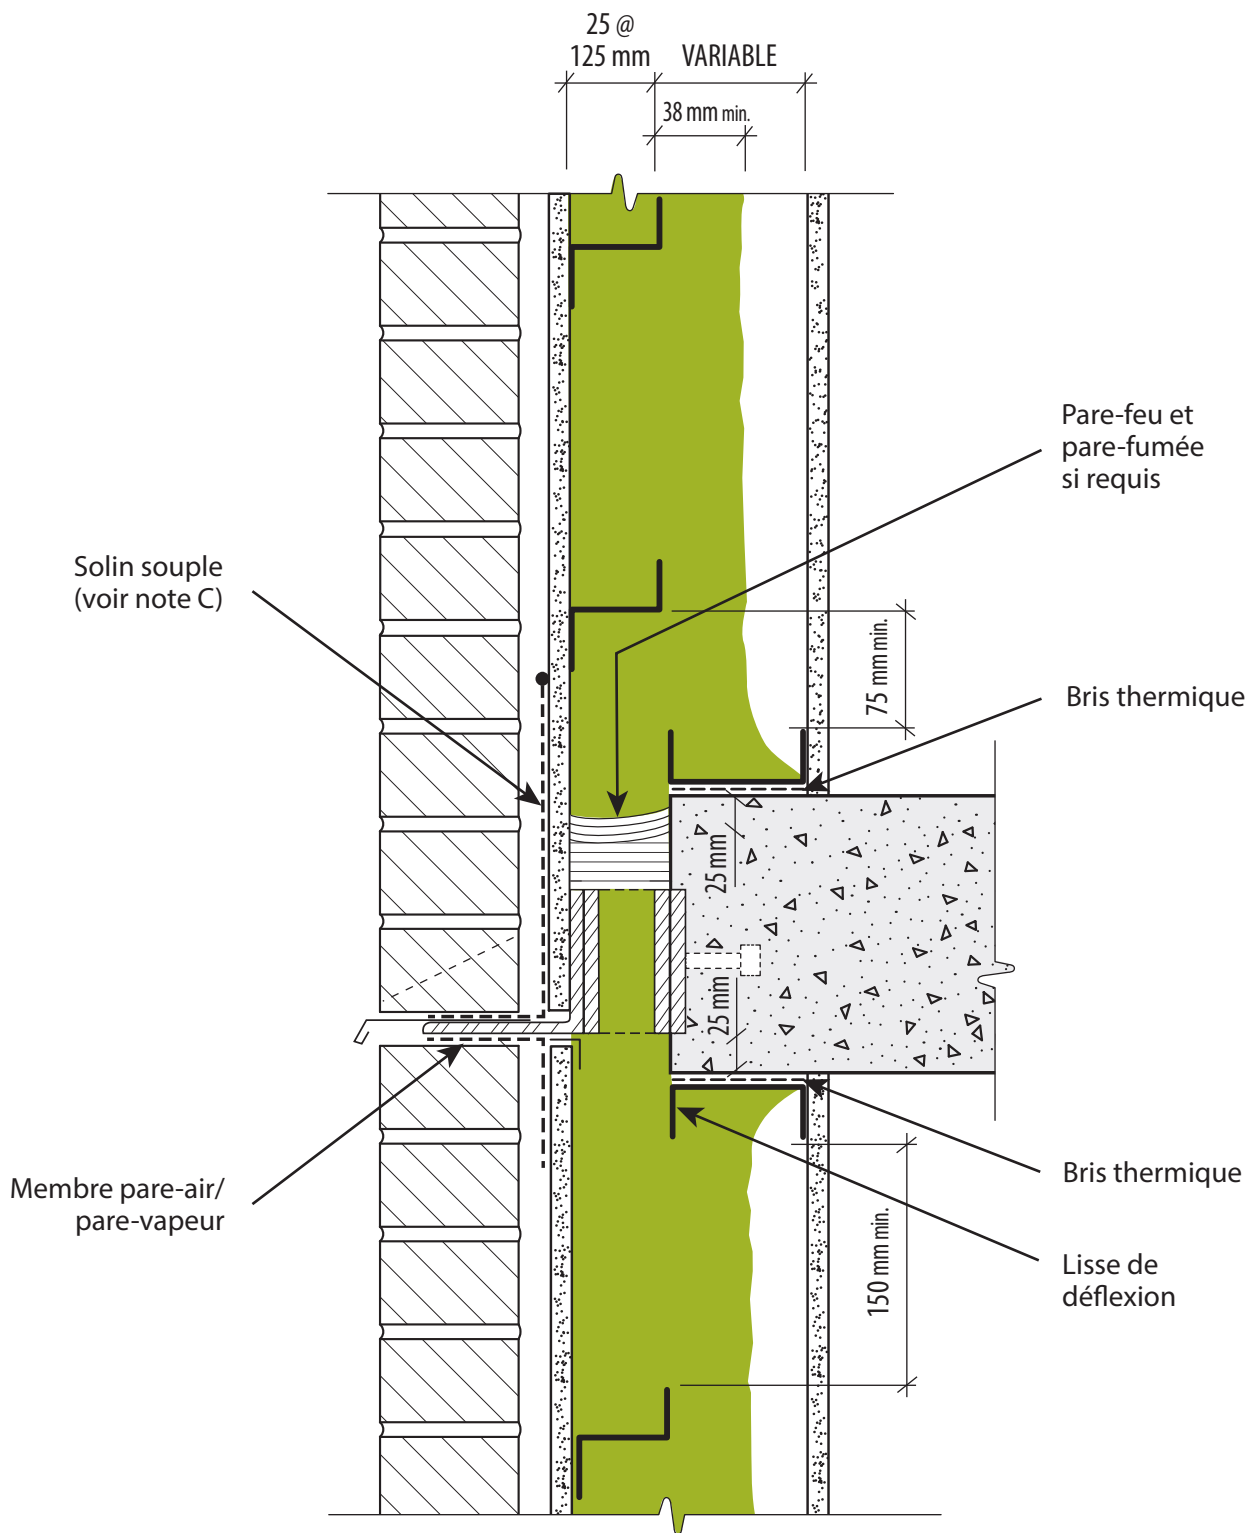 25 @
125 mm
VARIABLE
38 mm min.
Pare-feu et
pare-fumée
si requis
Solin souple
(voir note C)
75 mm min.
Bris thermique
25 mm
25 mm
Membre pare-air/
pare-vapeur
Bris thermique
150 mm min.
Lisse de
déflexion